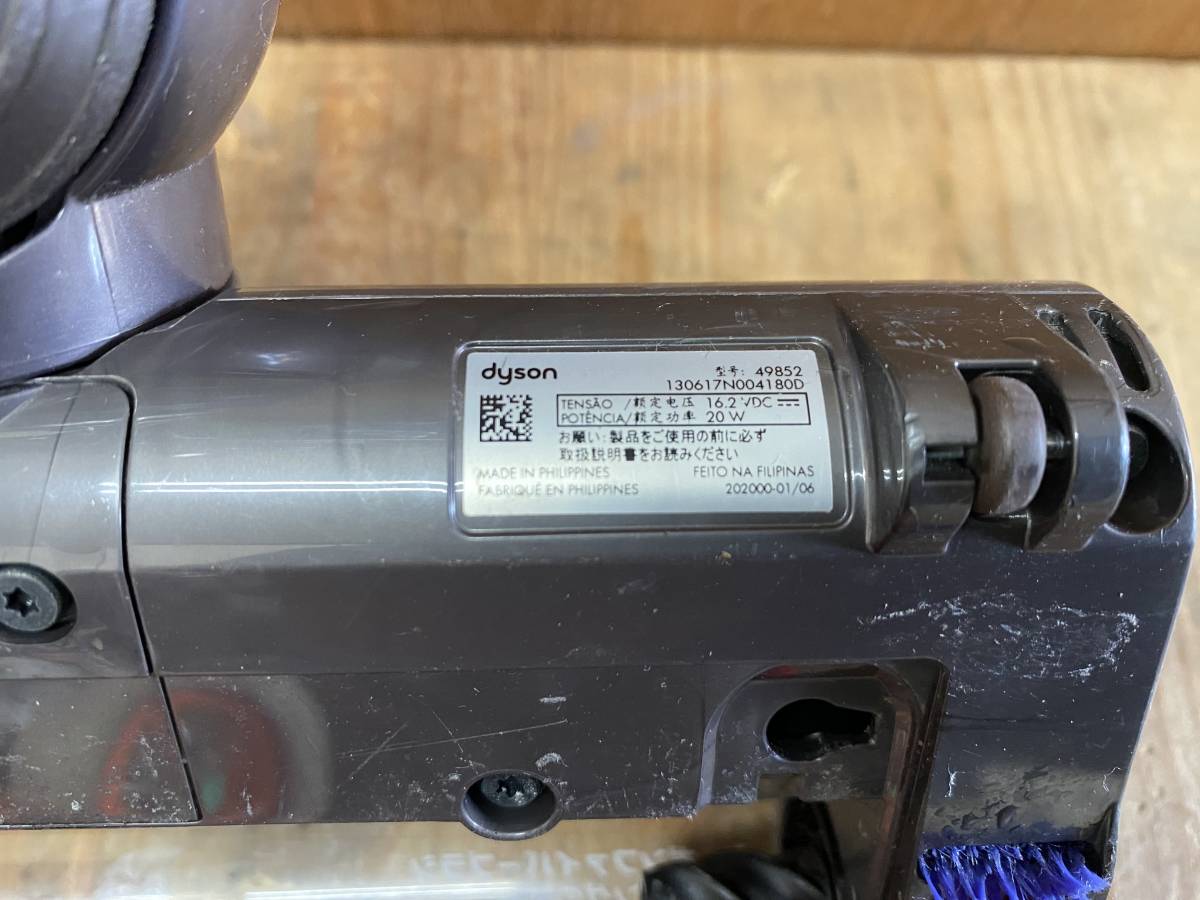 dyson
型号: 49852
130617N004180D
TENSÃO /额定电压 16.2 VDC
POTÊNCIA/额定功率 20 W
お願い:製品をご使用の前に必ず
取扱説明書をお読みください
MADE IN PHILIPPINES FEITO NA FILIPINAS
FABRIQUÉ EN PHILIPPINES 202000-01/06